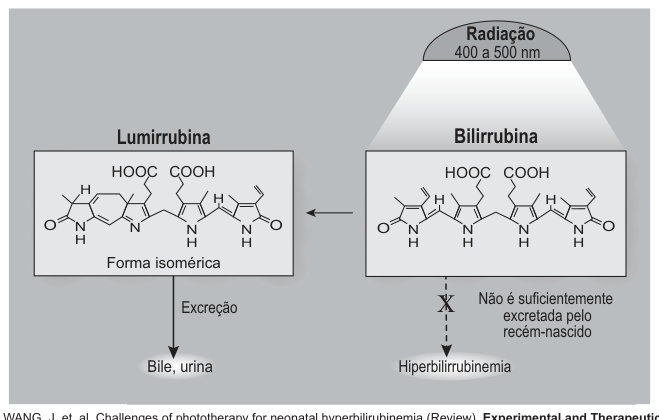 Radiação
400 a 500 nm
Lumirrubina
Bilirrubina
HOOC COOH
H
O
N
H
N
N
H
H
N
H
O
Forma isomérica
HOOC COOH
O
N
H
H
N
H
N
H
H
N
H
O
Excreção
X
Não é suficientemente
excretada pelo
recém-nascido
Bile, urina
Hiperbilirrubinemia
WANG, J. et. al. Challenges of phototherapy for neonatal hyperbilirubinemia (Review). Experimental and Therapeutic